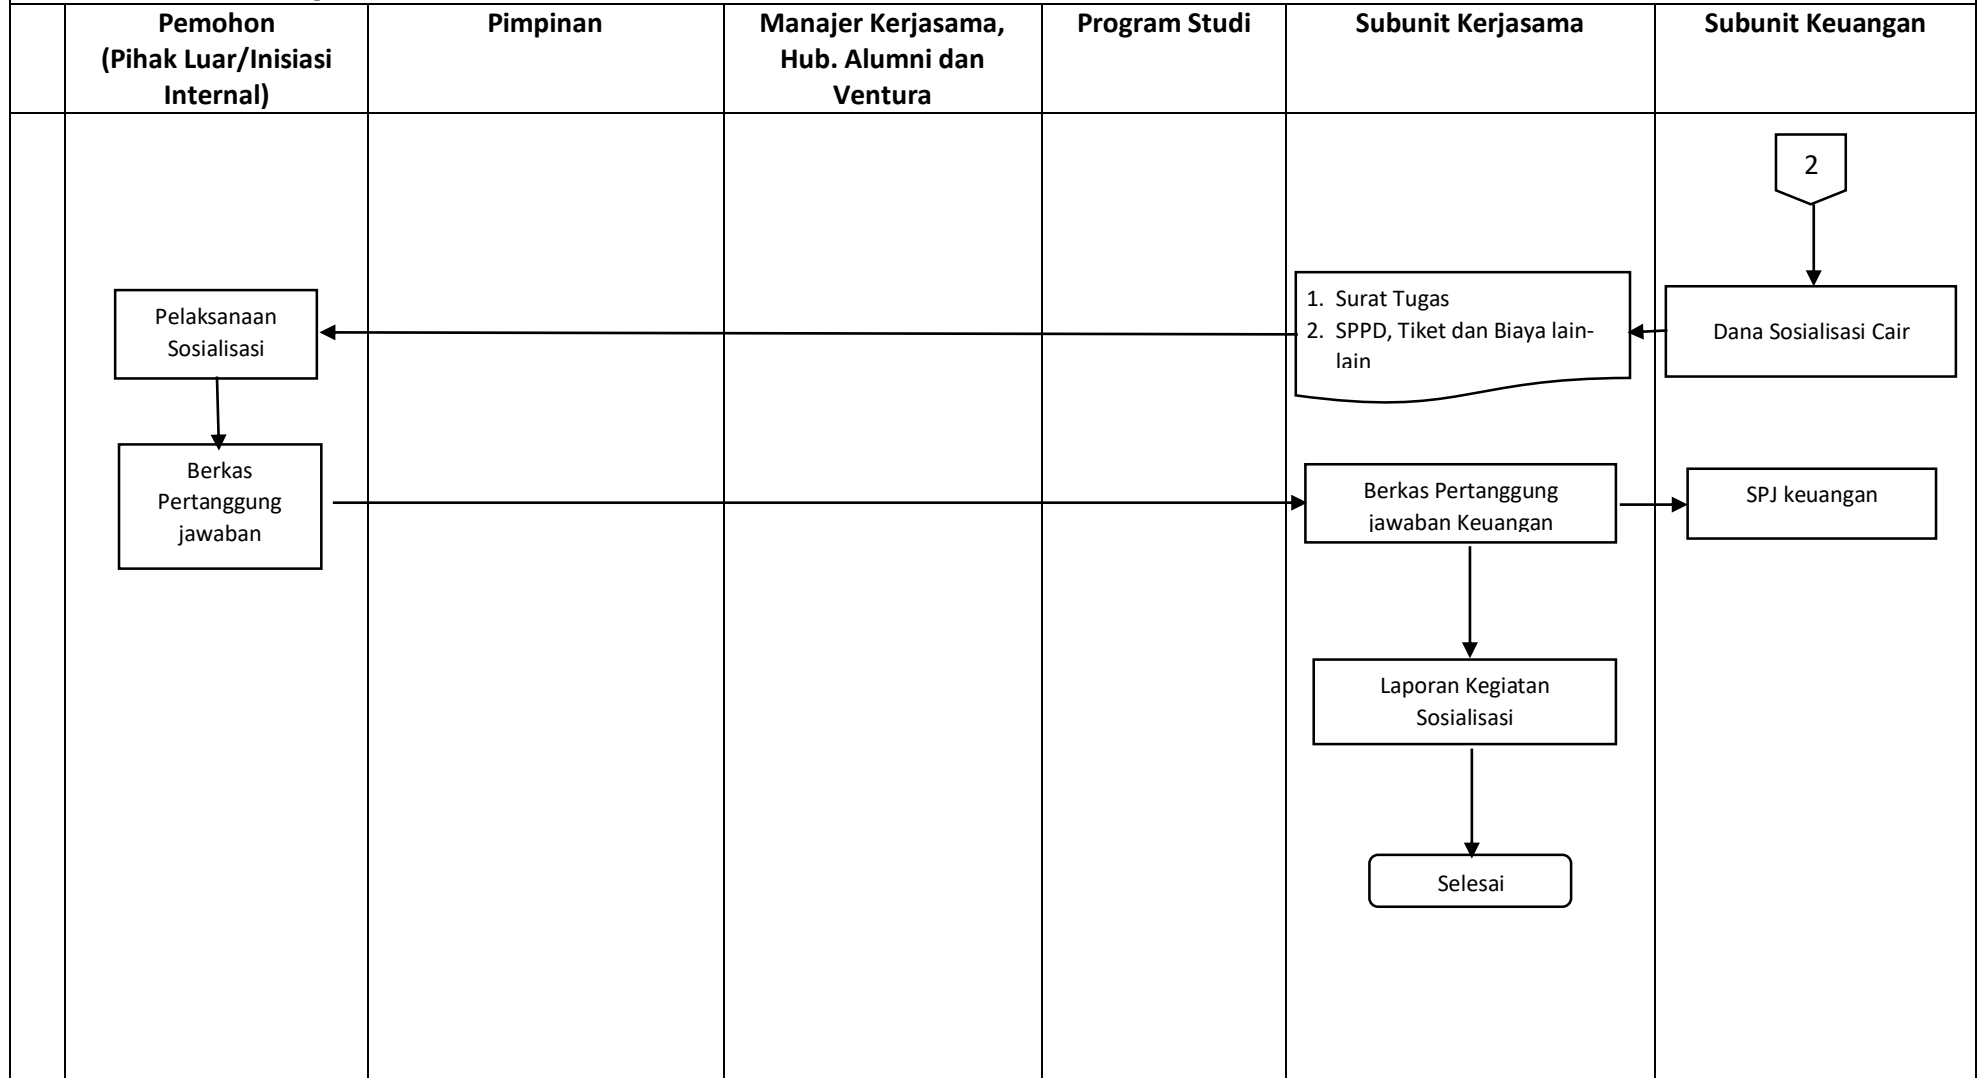 Pemohon
(Pihak Luar/Inisiasi
Internal)
Pimpinan
Manajer Kerjasama,
Hub. Alumni dan
Ventura
Program Studi
Subunit Kerjasama
Subunit Keuangan
2
Pelaksanaan
Sosialisasi
1. Surat Tugas
2. SPPD, Tiket dan Biaya lain-
lain
Dana Sosialisasi Cair
Berkas
Pertanggung
jawaban
Berkas Pertanggung
jawaban Keuangan
SPJ keuangan
Laporan Kegiatan
Sosialisasi
Selesai